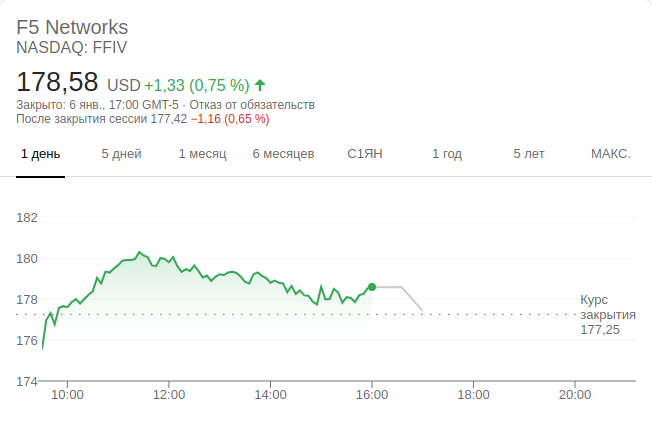 F5 Networks
NASDAQ: FFIV
178,58 USD +1,33 (0,75 %)
Закрыто: 6 янв., 17:00 GMT-5 · Отказ от обязательств
После закрытия сессии 177,42 −1,16 (0,65 %)
1 день 5 дней 1 месяц 6 месяцев С1ЯН 1 год 5 лет МАКС.
182
180
178
Курс
закрытия
177,25
176
174
10:00 12:00 14:00 16:00 18:00 20:00